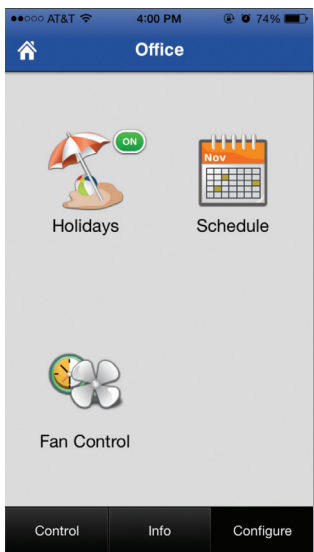 AT&T 4:00 PM 74%
Office
ON
Nov
Holidays Schedule
Fan Control
Control Info Configure